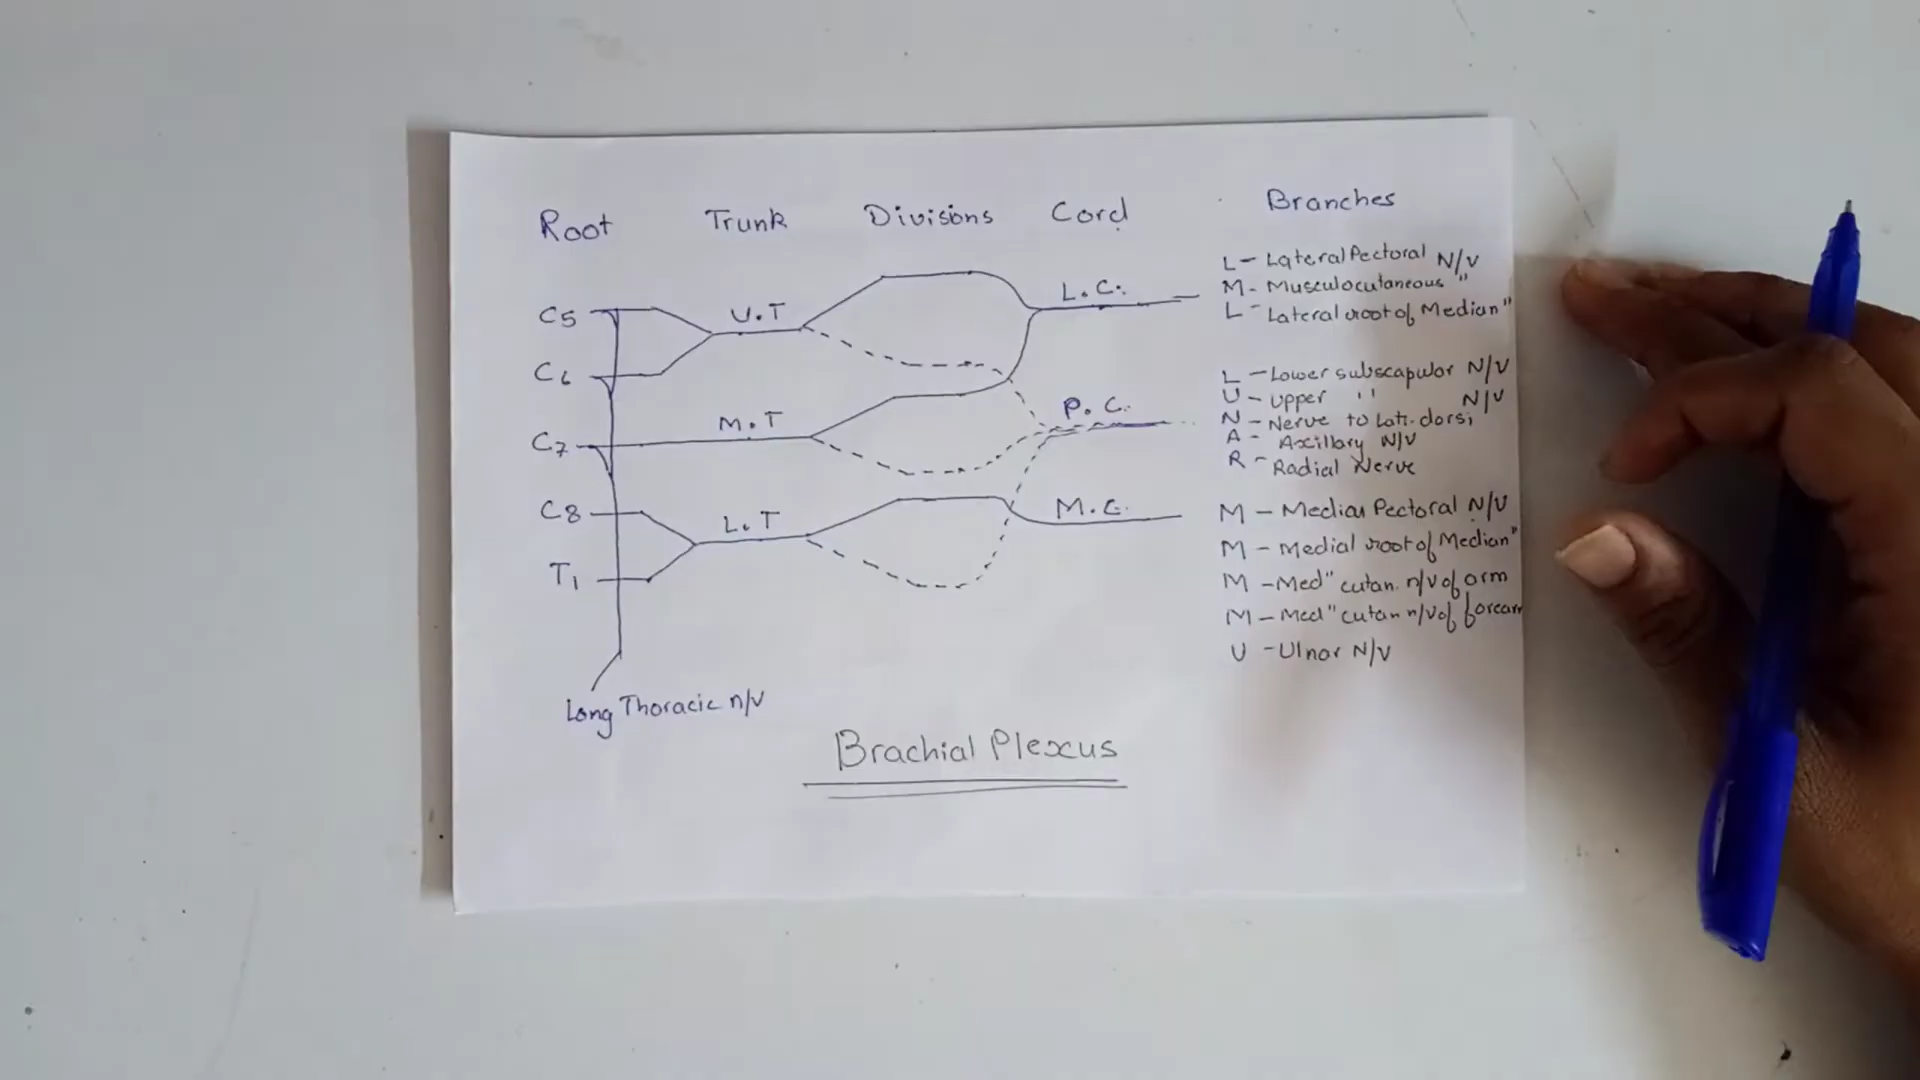 Root Trunk Divisions Cord Branches
L - Lateral Pectoral N/V
M - Musculocutaneous "
L - Lateral root of Median "
C5
U.T
L.C.
C6
L - Lower subscapular N/V
U - Upper " N/V
N - Nerve to Lati. dorsi
A - Axillary N/V
R - Radial Nerve
C7
M.T
P.C.
C8
L.T
M.C.
M - Median Pectoral N/V
M - Medial root of Median "
M - Med" cutan. n/v of arm
M - Med" cutan n/v of forearm
U - Ulnar N/V
T1
Long Thoracic n/v
Brachial Plexus